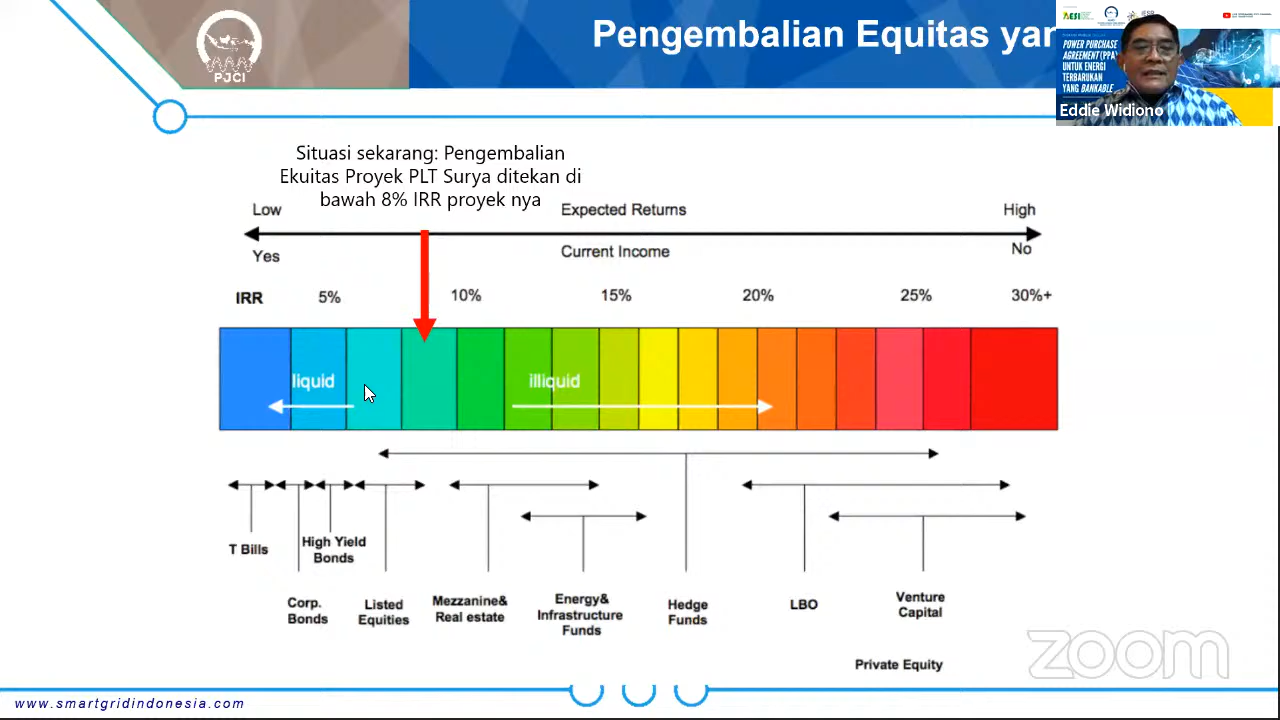 PJCI
Pengembalian Equitas yan
AESI
POWER PURCHASE
AGREEMENT (PPA)
UNTUK ENERGI
TERBARUKAN
YANG BANKABLE
Eddie Widiono
Situasi sekarang: Pengembalian
Ekuitas Proyek PLT Surya ditekan di
bawah 8% IRR proyek nya
Low Expected Returns High
Yes Current Income No
IRR 5% 10% 15% 20% 25% 30%+
liquid illiquid
T Bills
High Yield
Bonds
Corp.
Bonds
Listed
Equities
Mezzanine&
Real estate
Energy&
Infrastructure
Funds
Hedge
Funds
LBO
Venture
Capital
Private Equity
zoom
www.smartgridindonesia.com